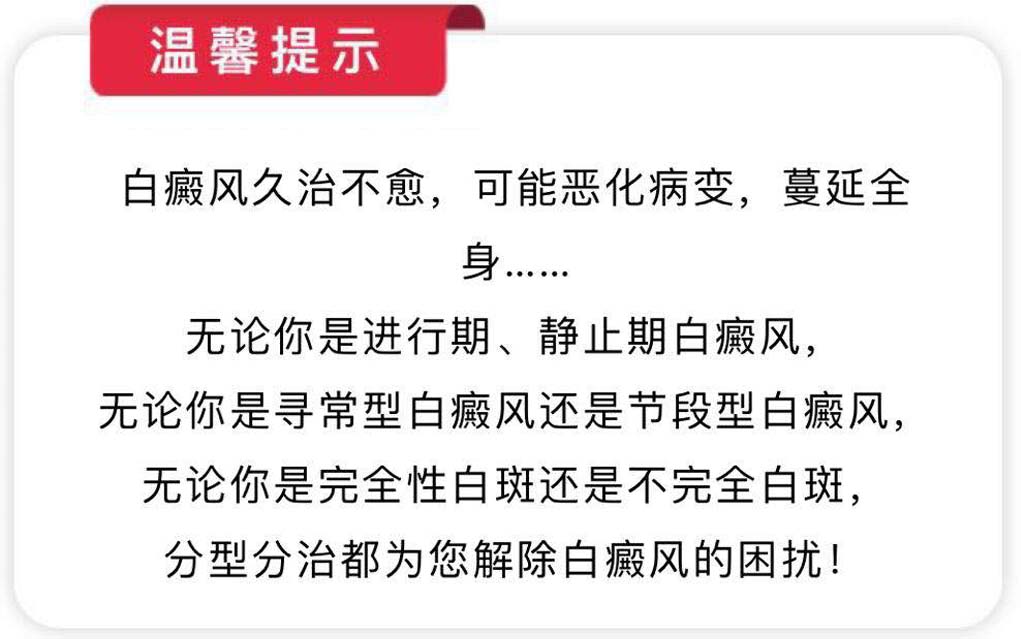 温馨提示
白癜风久治不愈，可能恶化病变，蔓延全
身……
无论你是进行期、静止期白癜风，
无论你是寻常型白癜风还是节段型白癜风，
无论你是完全性白斑还是不完全白斑，
分型分治都为您解除白癜风的困扰！